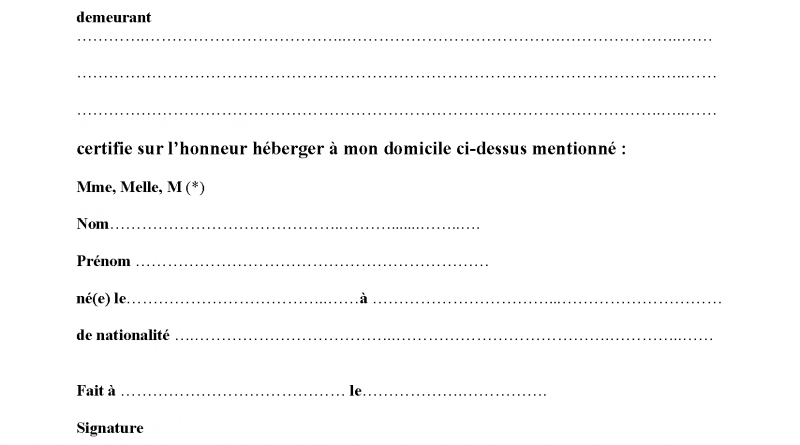 demeurant
…………..……………………………..……………………………….…………………..……
……………………………………………………………………………………….…..……
……………………………………………………………………………………….…..……
certifie sur l’honneur héberger à mon domicile ci-dessus mentionné :
Mme, Melle, M (*)
Nom……………………………..………......……..….
Prénom …………….……………………………………
né(e) le…………………………..……à ………………………...………………………
de nationalité ….…………………………..……………………………….…………..……
Fait à ……………………………… le…………….……………
Signature